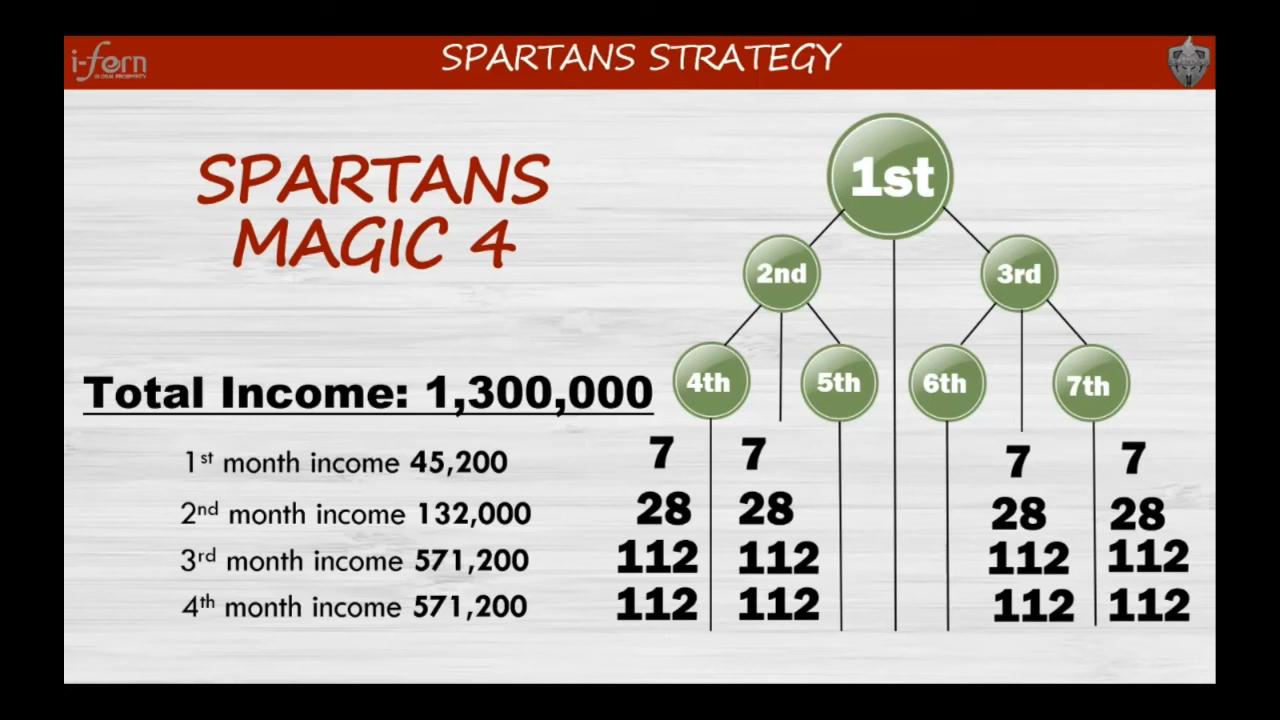 i-fern
GLOBAL PROSPERITY
SPARTANS STRATEGY
SPARTANS
MAGIC 4
Total Income: 1,300,000
1st month income 45,200
2nd month income 132,000
3rd month income 571,200
4th month income 571,200
1st
2nd 3rd
4th 5th 6th 7th
7 7 7 7
28 28 28 28
112 112 112 112
112 112 112 112